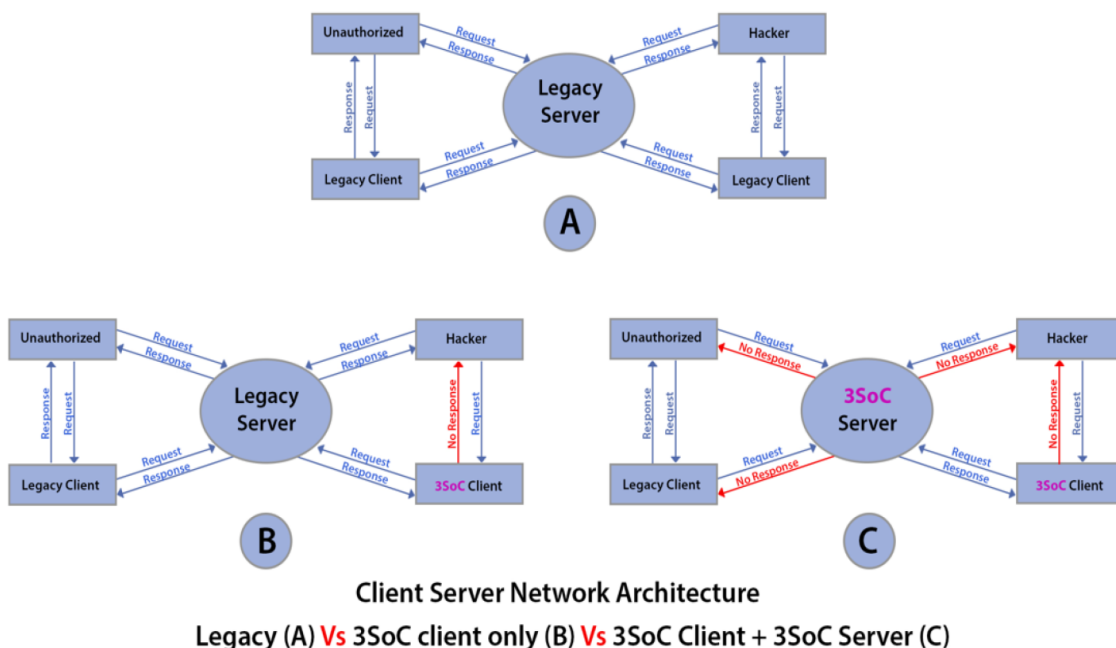 Unauthorized
Request
Response
Request
Response
Hacker
Legacy
Server
Response
Request
Response
Request
Legacy Client
Request
Response
Request
Response
Legacy Client
A
Unauthorized
Request
Response
Request
Response
Hacker
Legacy
Server
Response
Request
No Response
Request
Legacy Client
Request
Response
Request
Response
3SoC Client
B
Unauthorized
Request
No Response
Request
No Response
Hacker
3SoC
Server
Response
Request
No Response
Request
Legacy Client
Request
No Response
Request
Response
3SoC Client
C
Client Server Network Architecture
Legacy (A) Vs 3SoC client only (B) Vs 3SoC Client + 3SoC Server (C)